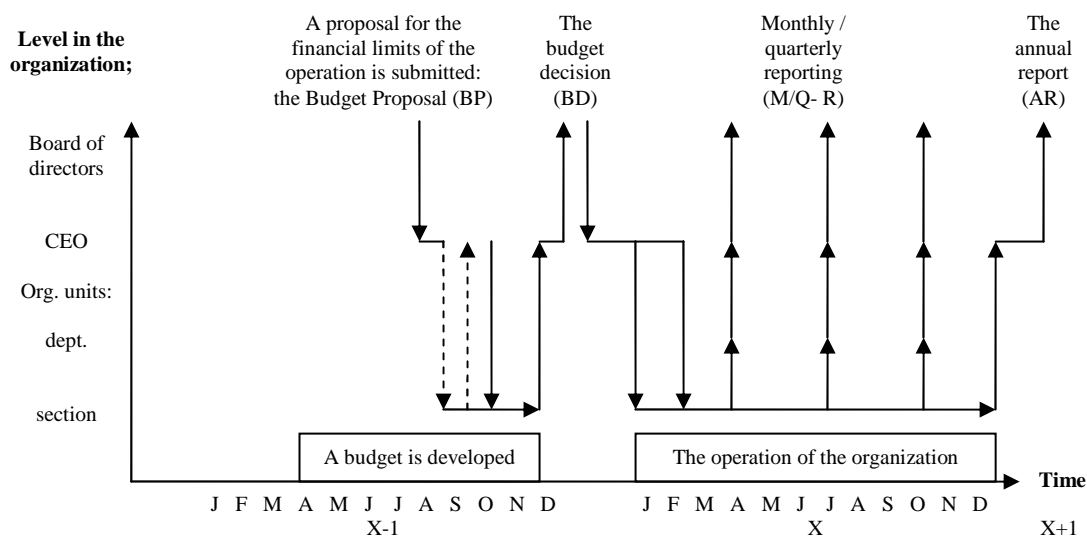 Level in the
organization;
A proposal for the
financial limits of the
operation is submitted:
the Budget Proposal (BP)
The
budget
decision
(BD)
Monthly /
quarterly
reporting
(M/Q- R)
The
annual
report
(AR)
Board of
directors
CEO
Org. units:
dept.
section
A budget is developed
The operation of the organization
Time
J F M A M J J A S O N D
J F M A M J J A S O N D
X-1
X
X+1